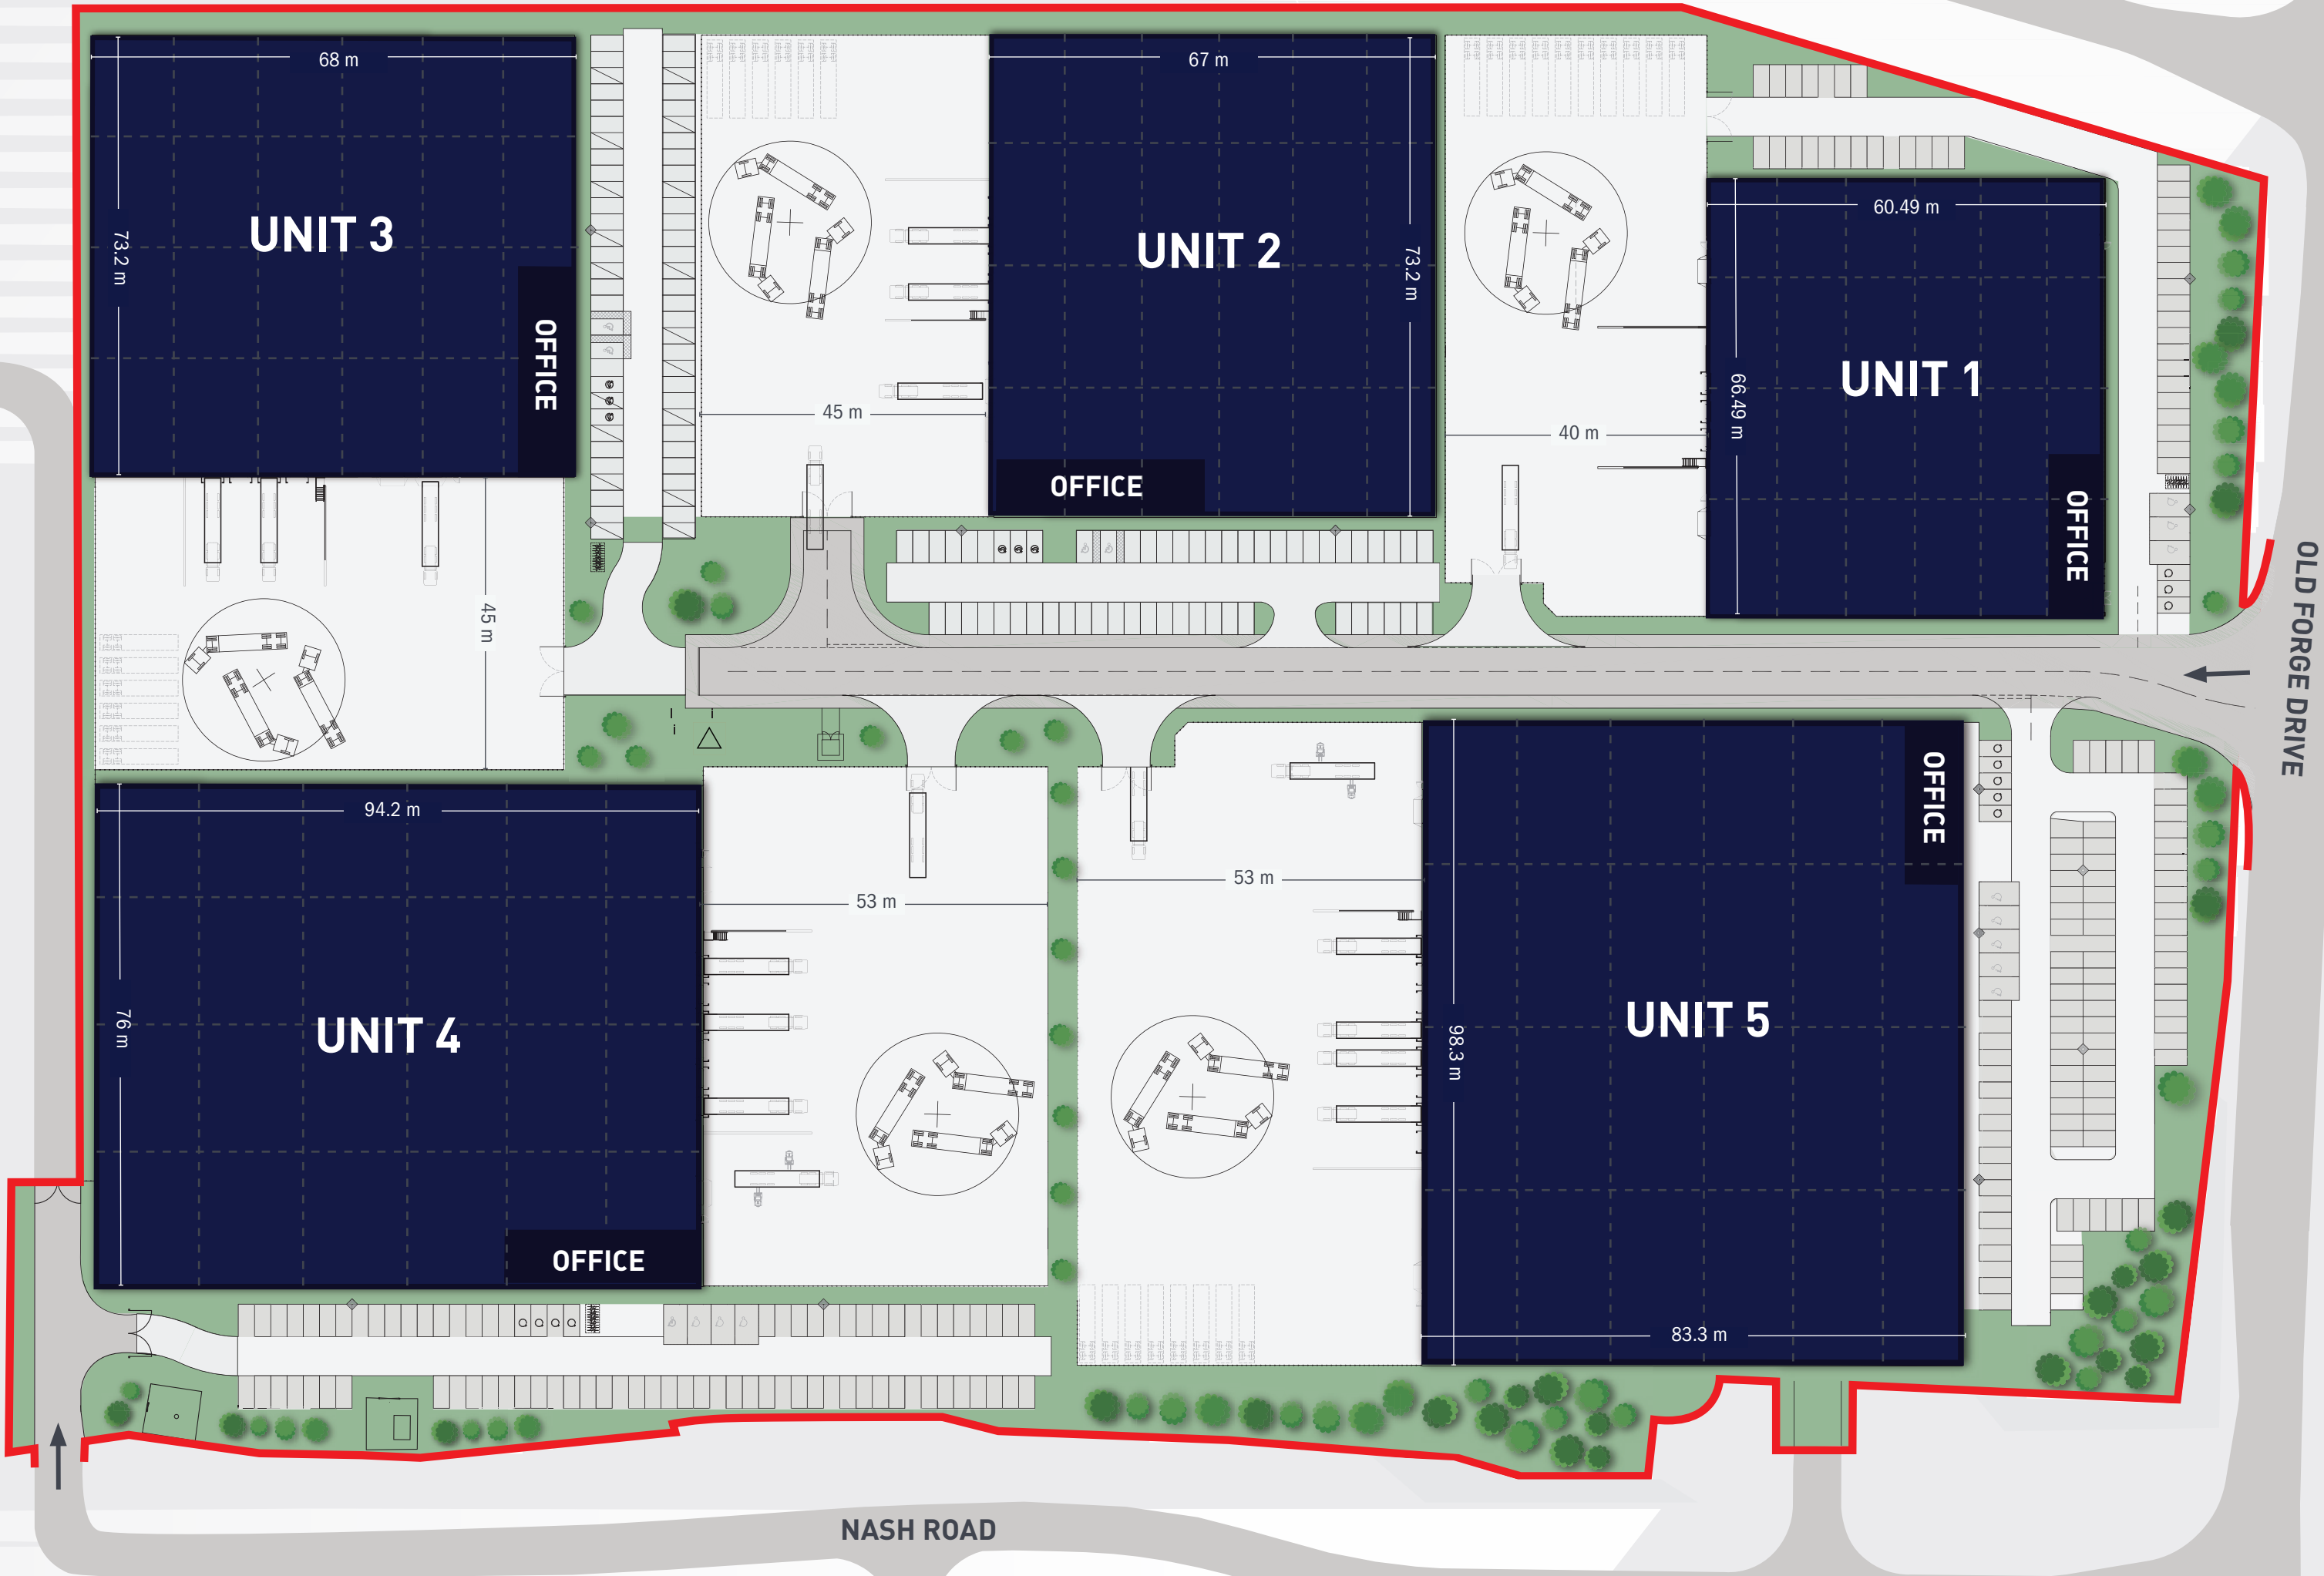 68 m
UNIT 3
73.2 m
OFFICE
45 m
67 m
UNIT 2
73.2 m
OFFICE
45 m
60.49 m
UNIT 1
66.49 m
OFFICE
40 m
OLD FORGE DRIVE
94.2 m
UNIT 4
76 m
OFFICE
53 m
53 m
OFFICE
UNIT 5
98.3 m
83.3 m
NASH ROAD